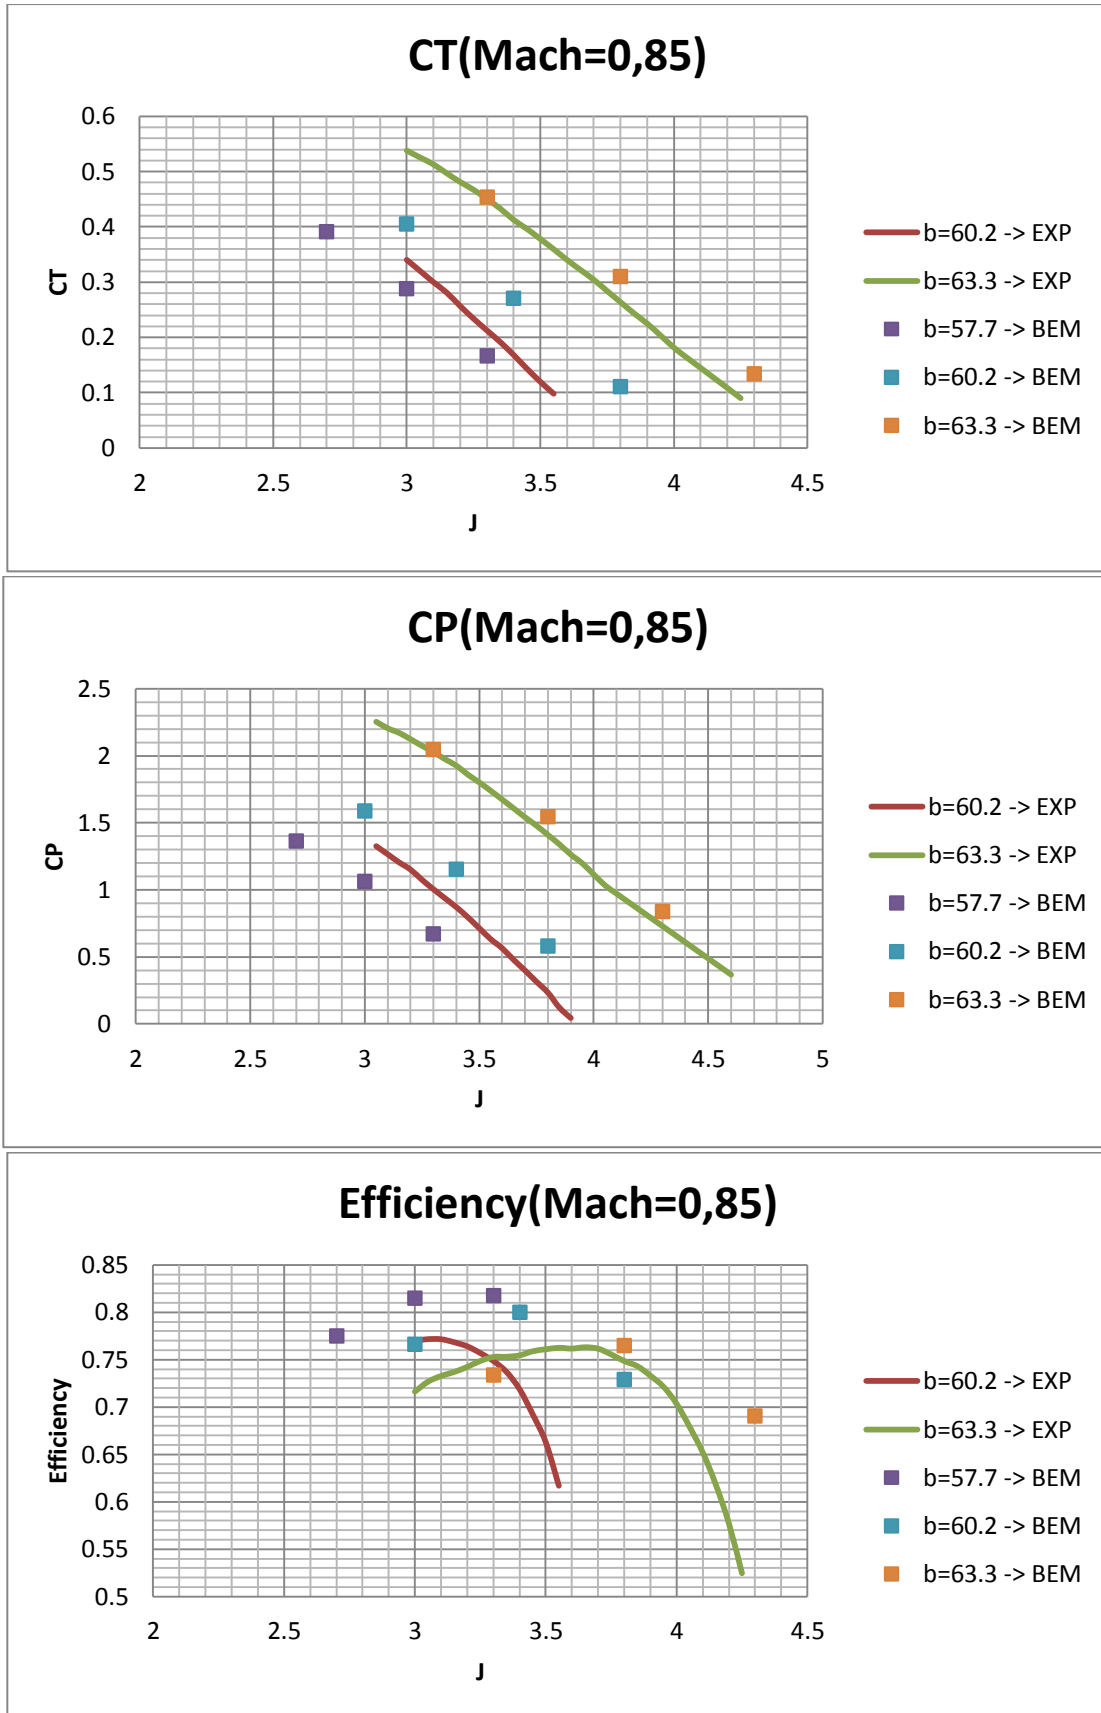 CT(Mach=0,85)
0.6
0.5
0.4
0.3
0.2
0.1
0
CT
2 2.5 3 3.5 4 4.5
J
b=60.2 -> EXP
b=63.3 -> EXP
b=57.7 -> BEM
b=60.2 -> BEM
b=63.3 -> BEM
CP(Mach=0,85)
2.5
2
1.5
1
0.5
0
CP
2 2.5 3 3.5 4 4.5 5
J
b=60.2 -> EXP
b=63.3 -> EXP
b=57.7 -> BEM
b=60.2 -> BEM
b=63.3 -> BEM
Efficiency(Mach=0,85)
0.85
0.8
0.75
0.7
0.65
0.6
0.55
0.5
Efficiency
2 2.5 3 3.5 4 4.5
J
b=60.2 -> EXP
b=63.3 -> EXP
b=57.7 -> BEM
b=60.2 -> BEM
b=63.3 -> BEM